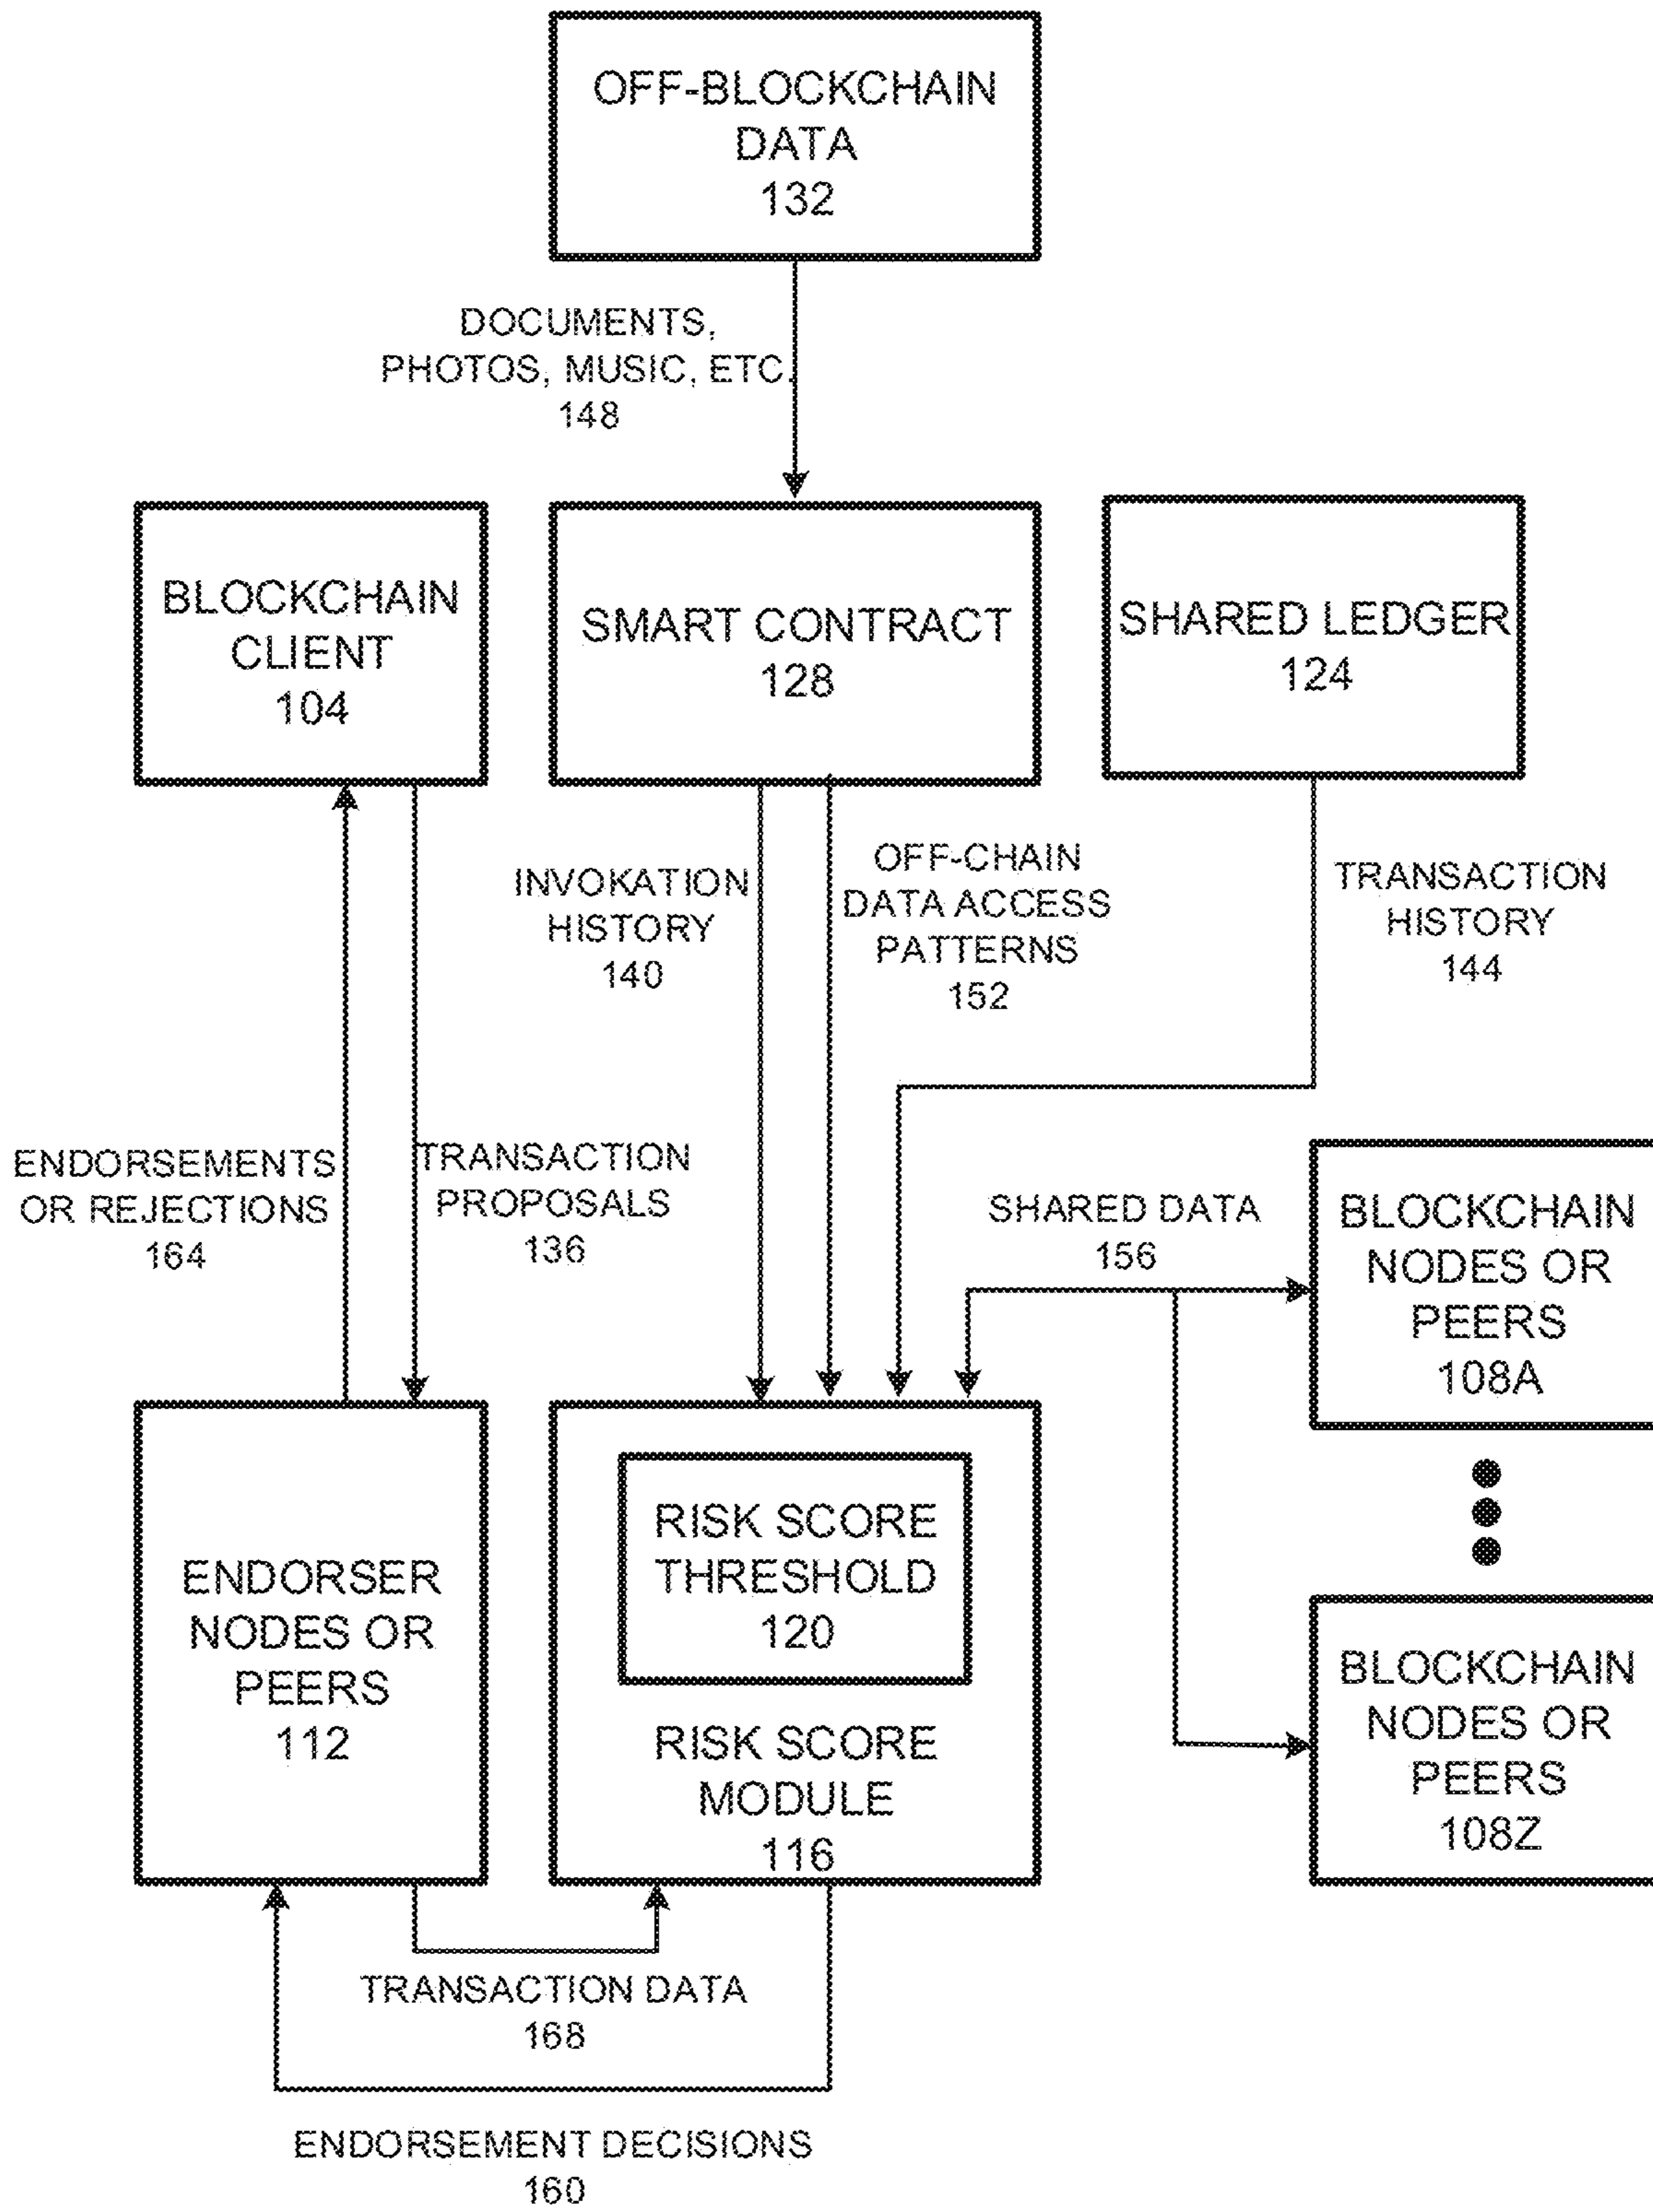 OFF-BLOCKCHAIN
DATA
132
DOCUMENTS,
PHOTOS, MUSIC, ETC.
148
BLOCKCHAIN
CLIENT
104
SMART CONTRACT
128
SHARED LEDGER
124
INVOKATION
HISTORY
140
OFF-CHAIN
DATA ACCESS
PATTERNS
152
TRANSACTION
HISTORY
144
ENDORSEMENTS
OR REJECTIONS
164
TRANSACTION
PROPOSALS
136
SHARED DATA
156
BLOCKCHAIN
NODES OR
PEERS
108A
ENDORSER
NODES OR
PEERS
112
RISK SCORE
THRESHOLD
120
RISK SCORE
MODULE
116
BLOCKCHAIN
NODES OR
PEERS
108Z
TRANSACTION DATA
168
ENDORSEMENT DECISIONS
160